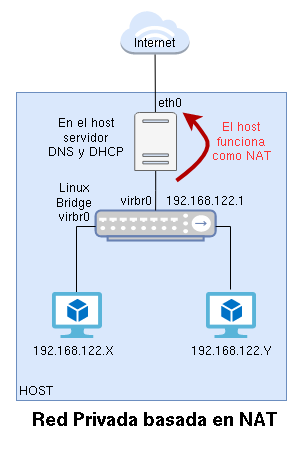 Internet
eth0
En el host
servidor
DNS y DHCP
El host
funciona
como NAT
Linux
Bridge
virbr0
virbr0
192.168.122.1
192.168.122.X
192.168.122.Y
HOST
Red Privada basada en NAT